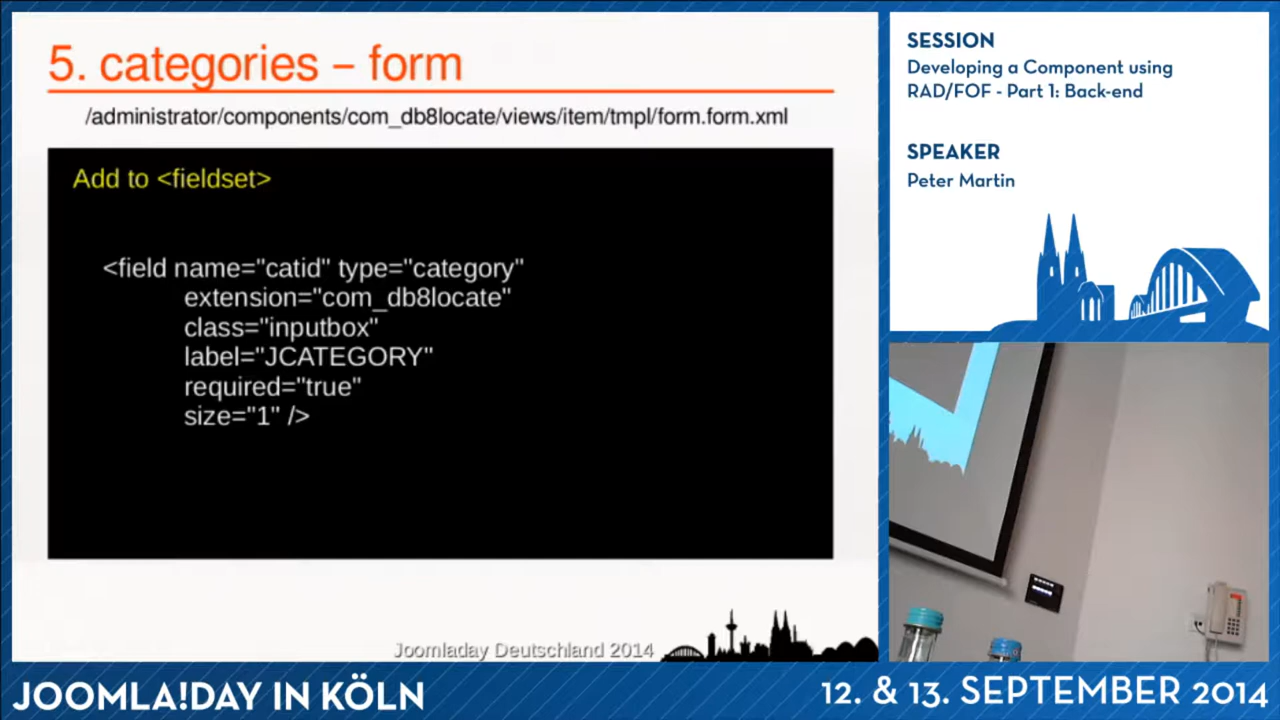 5. categories – form
/administrator/components/com_db8locate/views/item/tmpl/form.form.xml
Add to <fieldset>
<field name="catid" type="category"
extension="com_db8locate"
class="inputbox"
label="JCATEGORY"
required="true"
size="1" />
Joomladay Deutschland 2014
SESSION
Developing a Component using
RAD/FOF - Part 1: Back-end
SPEAKER
Peter Martin
JOOMLA!DAY IN KÖLN
12. & 13. SEPTEMBER 2014